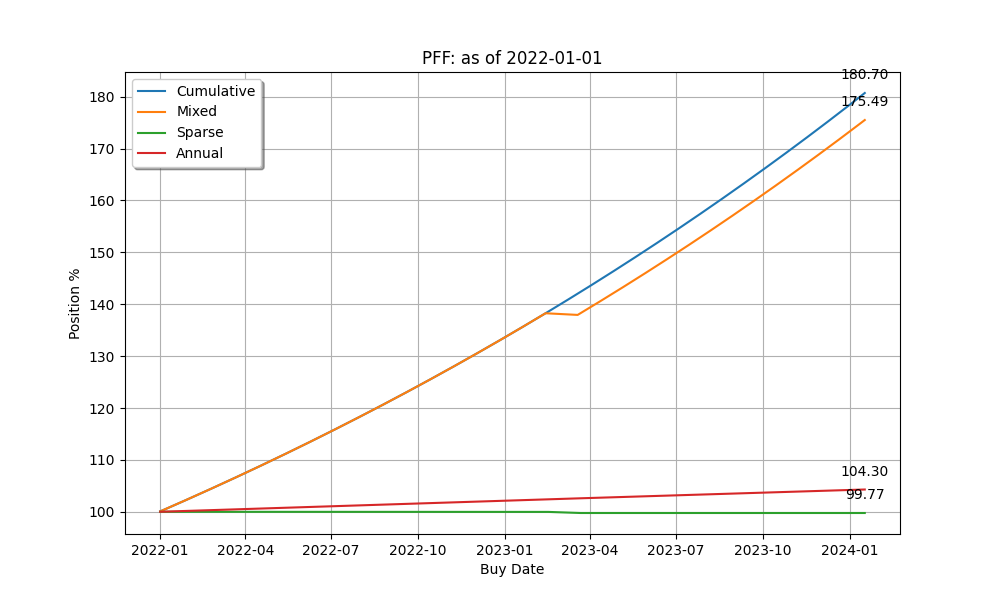 PFF: as of 2022-01-01
Cumulative
Mixed
Sparse
Annual
180.70
175.49
104.30
99.77
180
170
160
150
140
130
120
110
100
Position %
2022-01 2022-04 2022-07 2022-10 2023-01 2023-04 2023-07 2023-10 2024-01
Buy Date